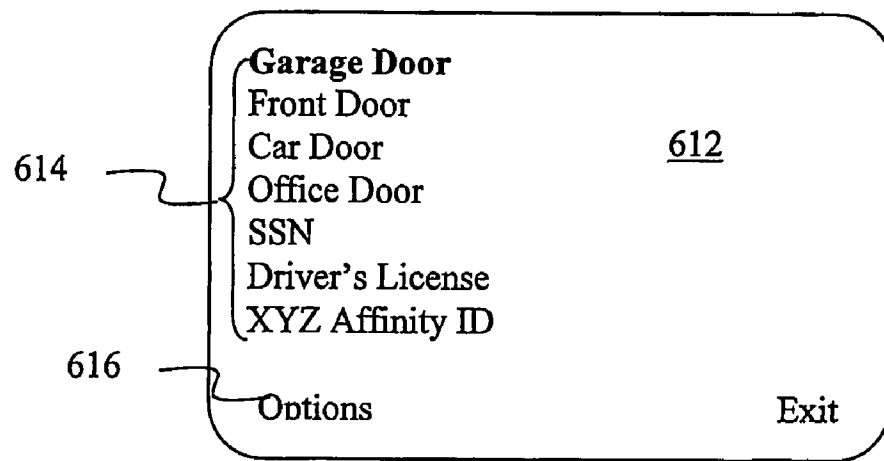 Garage Door
Front Door
Car Door
612
614
Office Door
SSN
Driver's License
XYZ Affinity ID
616
Options
Exit